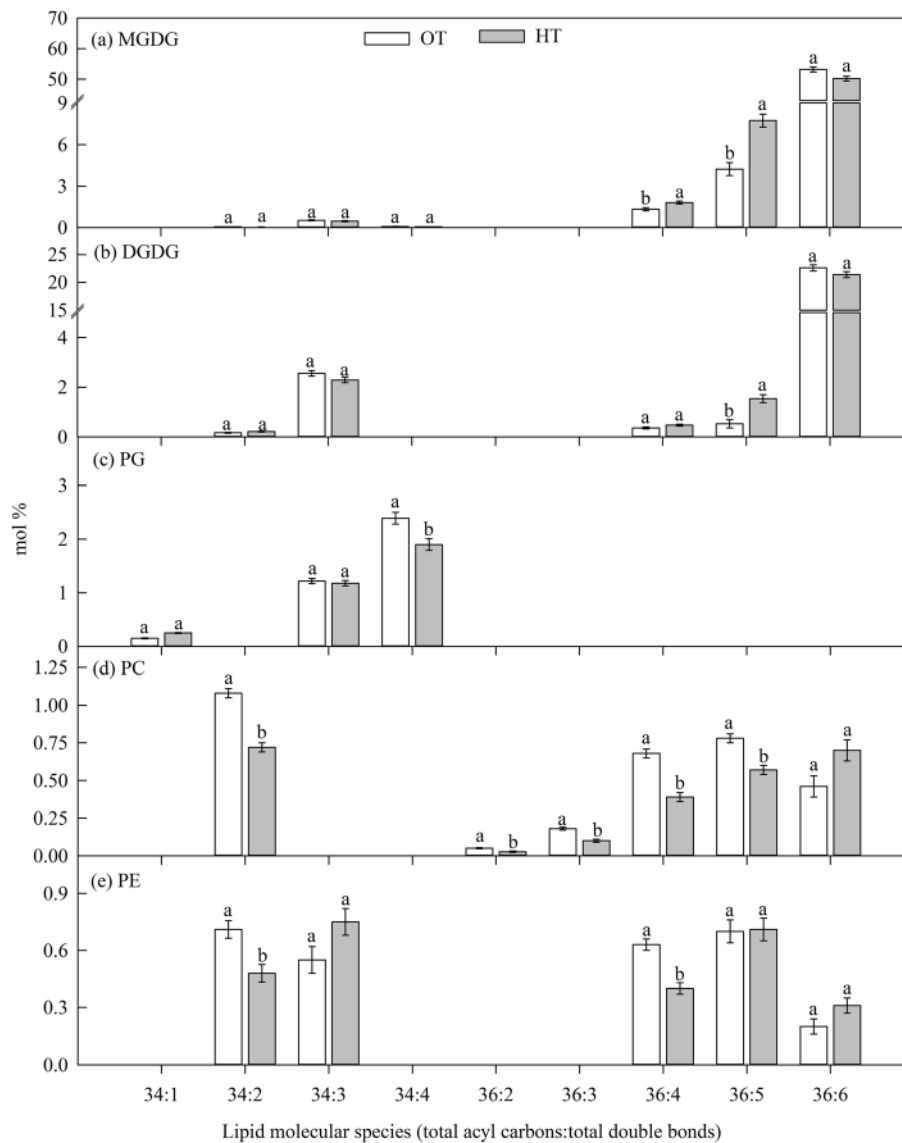 70
(a) MGDG
OT
HT
60
50
9
6
3
0
a a a a a a b a b a a a
(b) DGDG
25
20
15
4
2
0
a a a a a a b a a a
(c) PG
3
2
1
0
a a a a a b
mol %
(d) PC
1.25
1.00
0.75
0.50
0.25
0.00
a b a b a b a b a b a a
(e) PE
0.9
0.6
0.3
0.0
a b a a a b a a a a
34:1 34:2 34:3 34:4 36:2 36:3 36:4 36:5 36:6
Lipid molecular species (total acyl carbons:total double bonds)